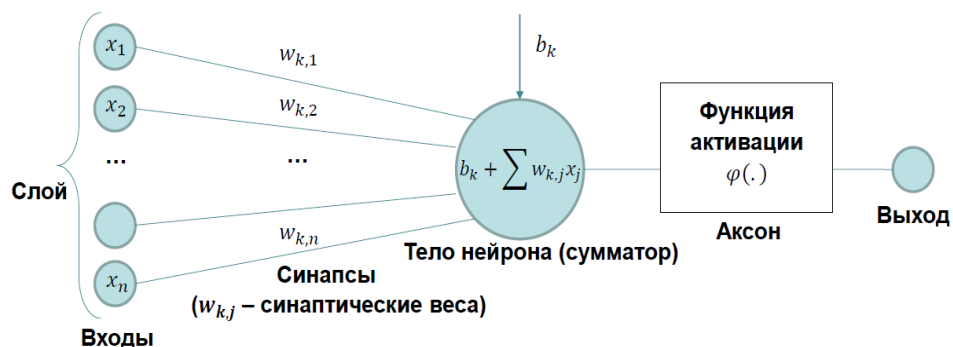 Слой
x₁
x₂
...
xₙ
Входы
wₖ,₁
wₖ,₂
...
wₖ,ₙ
Синапсы
(wₖ,ⱼ – синаптические веса)
bₖ
bₖ + ∑ wₖ,ⱼxⱼ
Тело нейрона (сумматор)
Функция
активации
φ(.)
Аксон
Выход